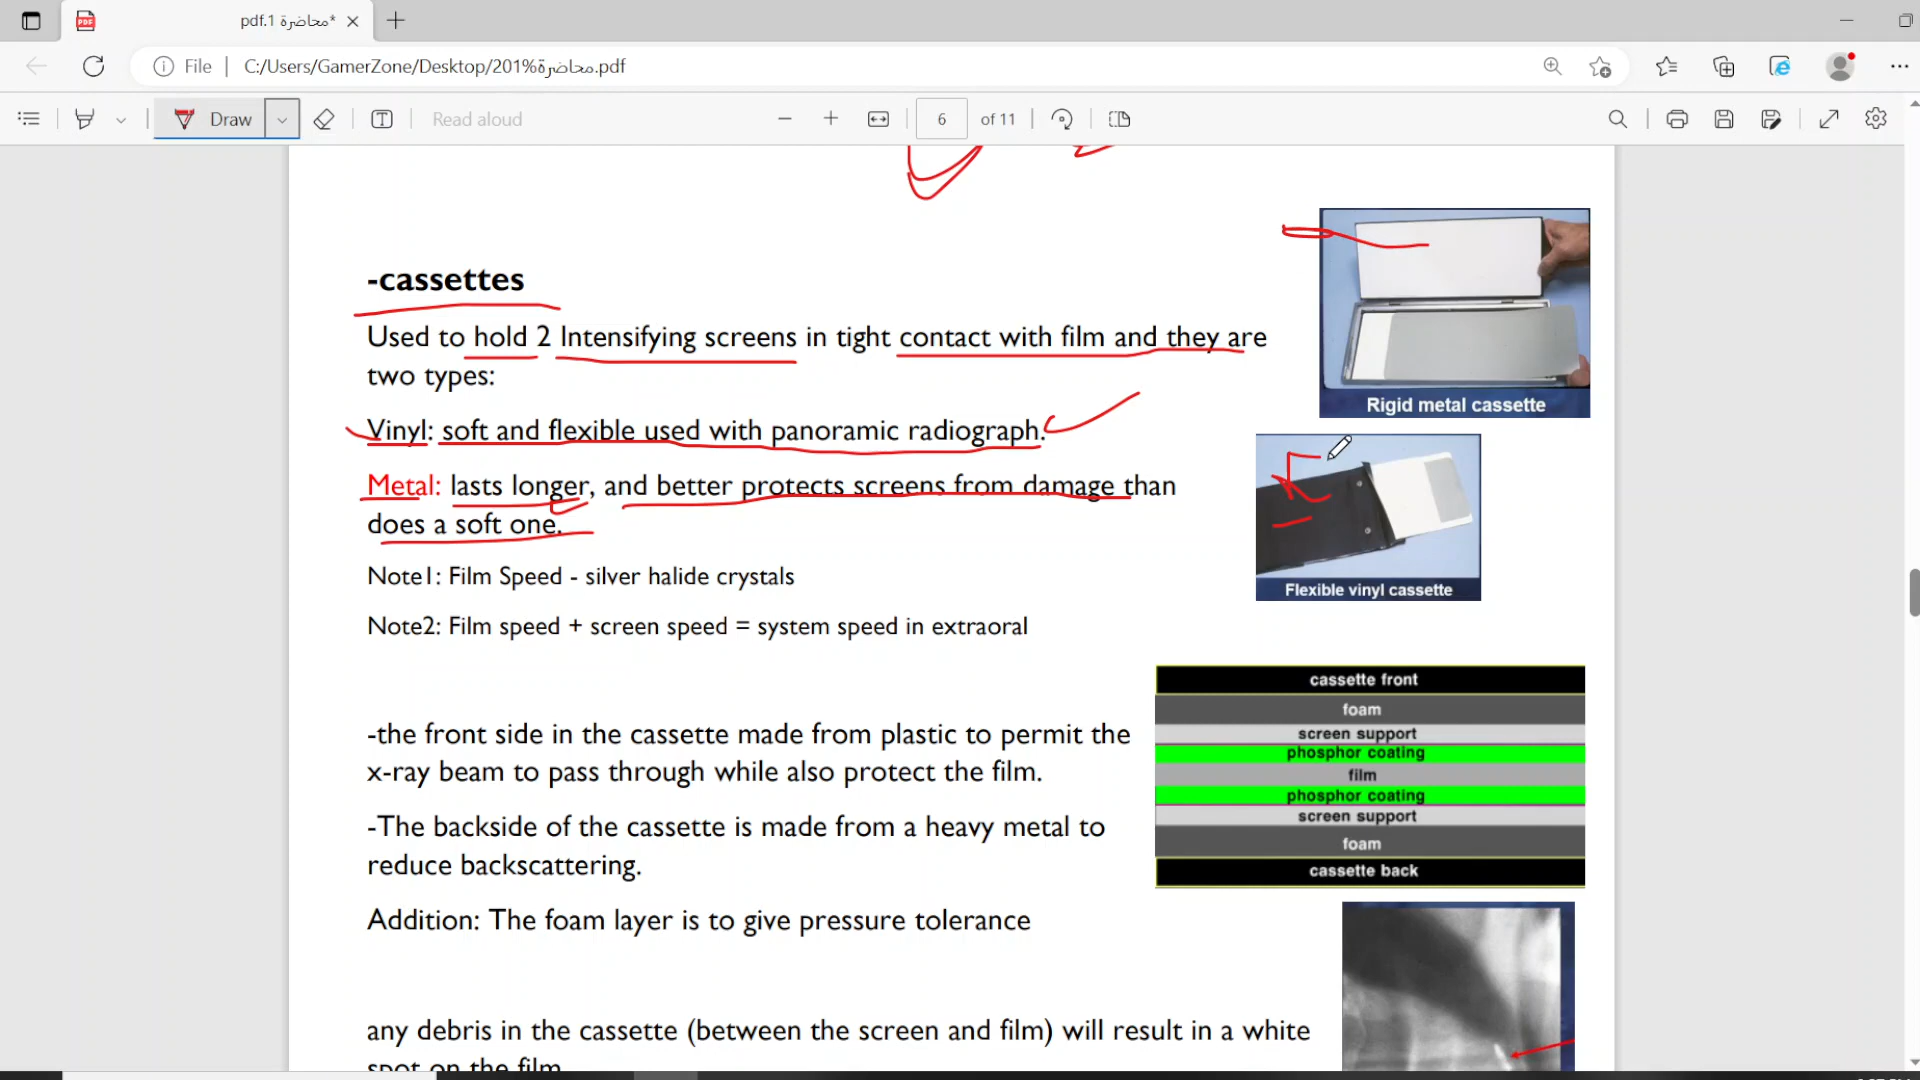 محاضرة 1.pdf*
File
C:/Users/GamerZone/Desktop/201%محاضرة.pdf
Draw
Read aloud
6
of 11
-cassettes
Used to hold 2 Intensifying screens in tight contact with film and they are
two types:
Vinyl: soft and flexible used with panoramic radiograph.
Metal: lasts longer, and better protects screens from damage than
does a soft one.
Note1: Film Speed - silver halide crystals
Note2: Film speed + screen speed = system speed in extraoral
Rigid metal cassette
Flexible vinyl cassette
-the front side in the cassette made from plastic to permit the
x-ray beam to pass through while also protect the film.
-The backside of the cassette is made from a heavy metal to
reduce backscattering.
Addition: The foam layer is to give pressure tolerance
cassette front
foam
screen support
phosphor coating
film
phosphor coating
screen support
foam
cassette back
any debris in the cassette (between the screen and film) will result in a white
spot on the film